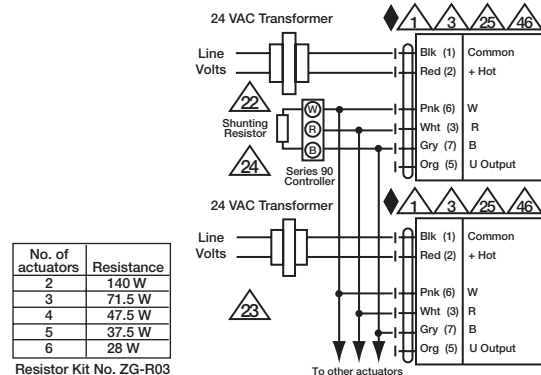 24 VAC Transformer
1 3 25 46
Line
Volts
Blk (1) Common
Red (2) + Hot
22
Shunting
Resistor
24
W
R
B
Series 90
Controller
Pnk (6) W
Wht (3) R
Gry (7) B
Org (5) U Output
24 VAC Transformer
1 3 25 46
Line
Volts
Blk (1) Common
Red (2) + Hot
23
Pnk (6) W
Wht (3) R
Gry (7) B
Org (5) U Output
To other actuators
No. of
actuators Resistance
2 140 W
3 71.5 W
4 47.5 W
5 37.5 W
6 28 W
Resistor Kit No. ZG-R03